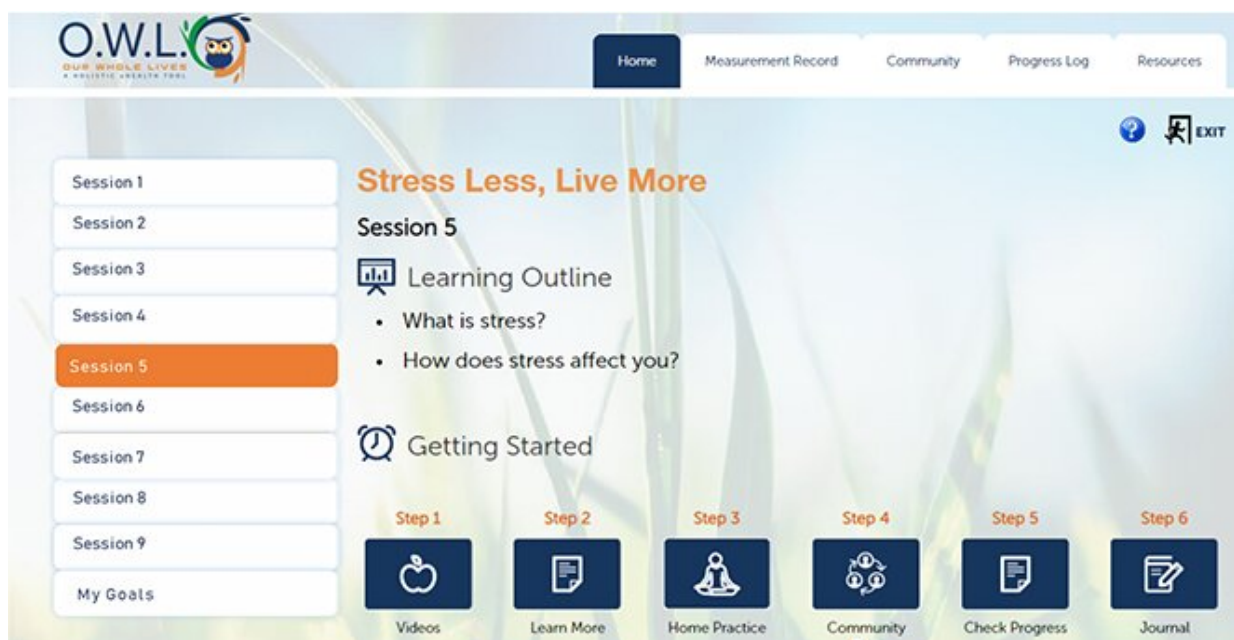 O.W.L.
OUR WHOLE LIVES
A HOLISTIC eHEALTH TOOL
Home
Measurement Record
Community
Progress Log
Resources
?
EXIT
Session 1
Session 2
Session 3
Session 4
Session 5
Session 6
Session 7
Session 8
Session 9
My Goals
Stress Less, Live More
Session 5
Learning Outline
• What is stress?
• How does stress affect you?
Getting Started
Step 1
Step 2
Step 3
Step 4
Step 5
Step 6
Videos
Learn More
Home Practice
Community
Check Progress
Journal